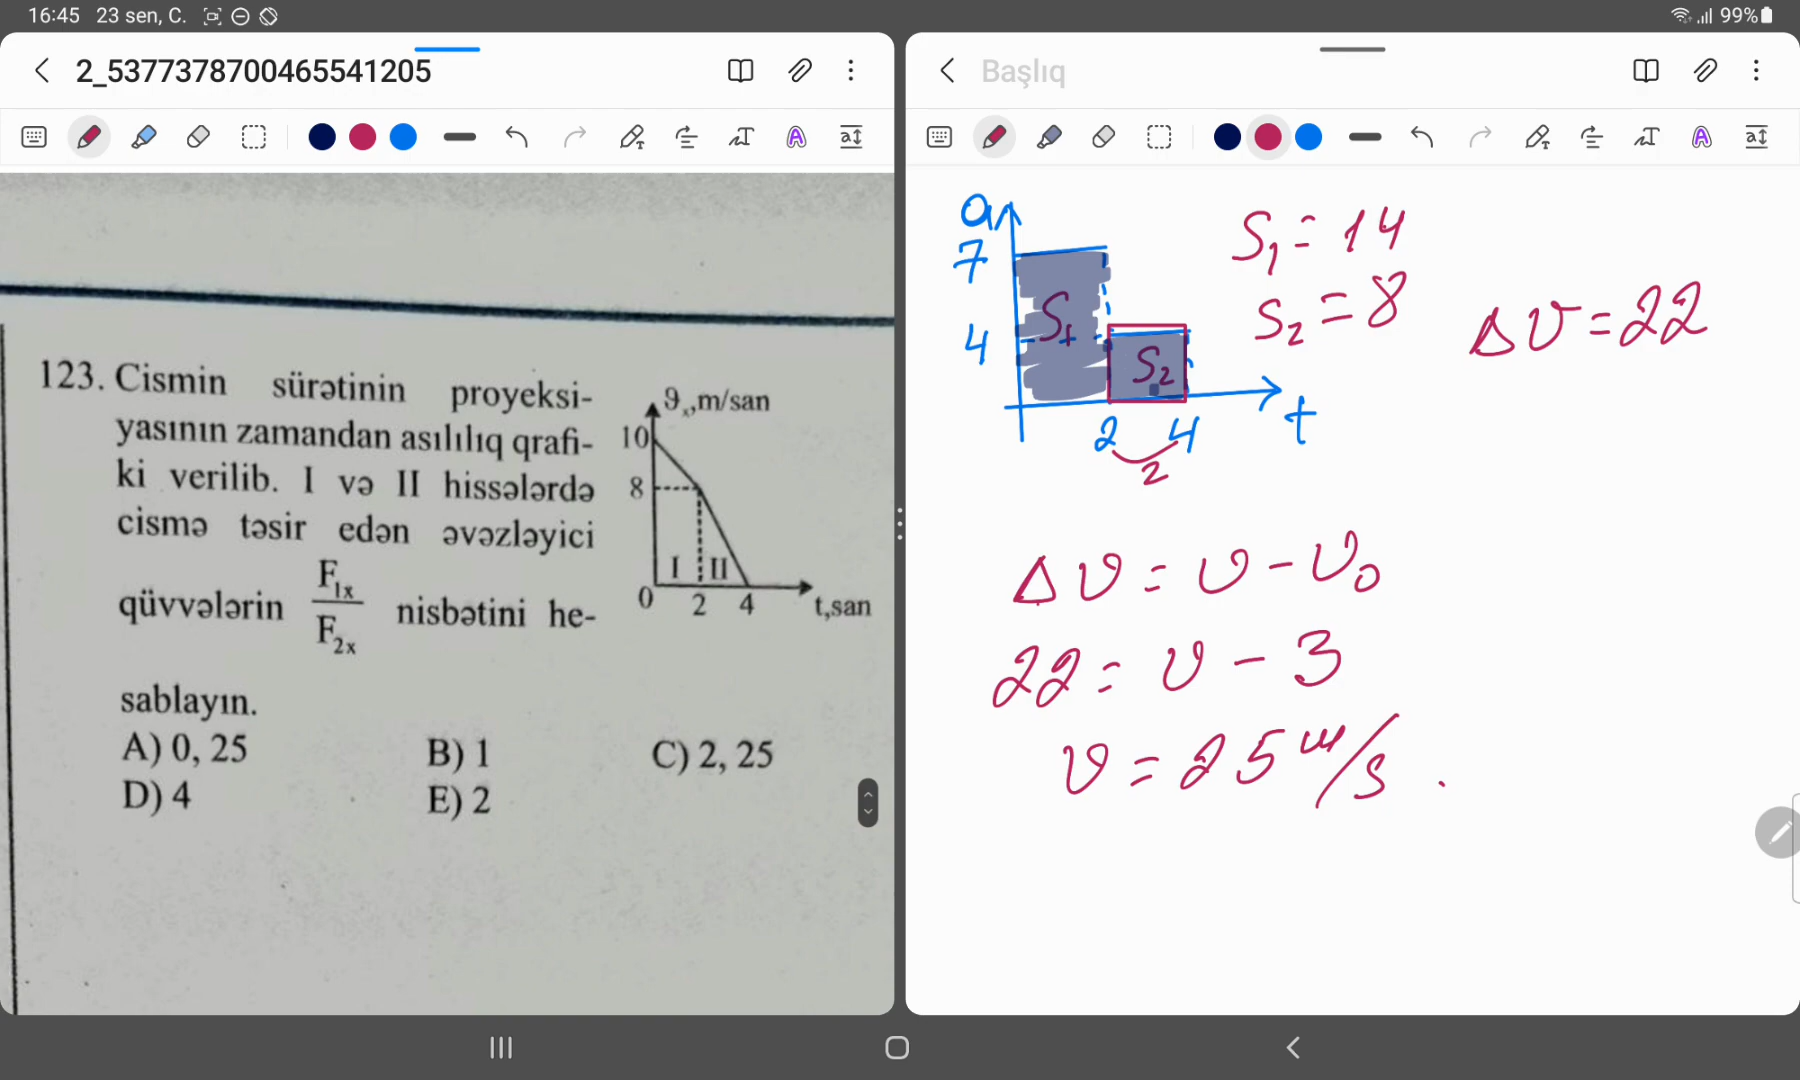 16:45 23 sen, C.
99%
2_5377378700465541205
Başlıq
123. Cismin sürətinin proyeksi-
yasının zamandan asılılıq qrafi-
ki verilib. I və II hissələrdə
cismə təsir edən əvəzləyici
qüvvələrin F1x/F2x nisbətini he-
sablayın.
A) 0, 25
B) 1
C) 2, 25
D) 4
E) 2
ϑx,m/san
10
8
I
II
0
2
4
t,san
a
7
4
S1
S2
2
4
t
2
S1 = 14
S2 = 8
Δυ = 22
Δυ = υ - υ0
22 = υ - 3
υ = 25 m/s .